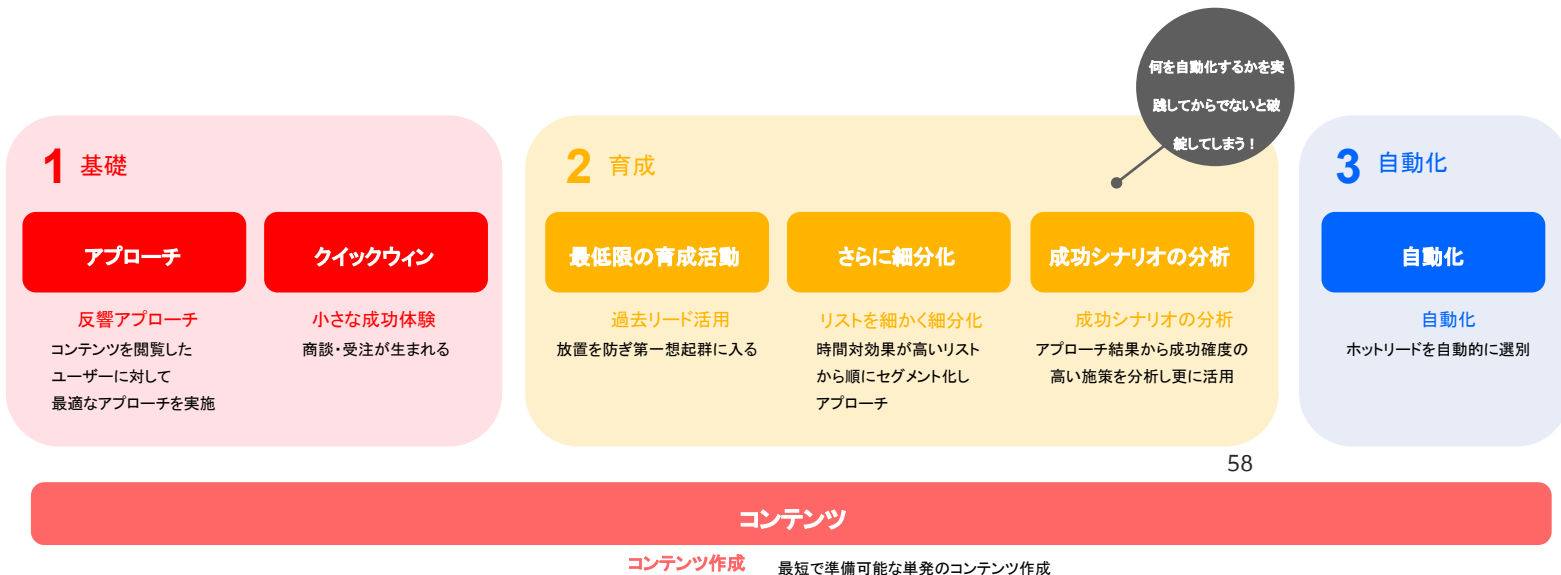 何を自動化するかを実
践してからでないと破
綻してしまう！
1 基礎
アプローチ
反響アプローチ
コンテンツを閲覧した
ユーザーに対して
最適なアプローチを実施
クイックウィン
小さな成功体験
商談・受注が生まれる
2 育成
最低限の育成活動
過去リード活用
放置を防ぎ第一想起群に入る
さらに細分化
リストを細かく細分化
時間対効果が高いリスト
から順にセグメント化し
アプローチ
成功シナリオの分析
成功シナリオの分析
アプローチ結果から成功確度の
高い施策を分析し更に活用
3 自動化
自動化
自動化
ホットリードを自動的に選別
58
コンテンツ
コンテンツ作成 最短で準備可能な単発のコンテンツ作成